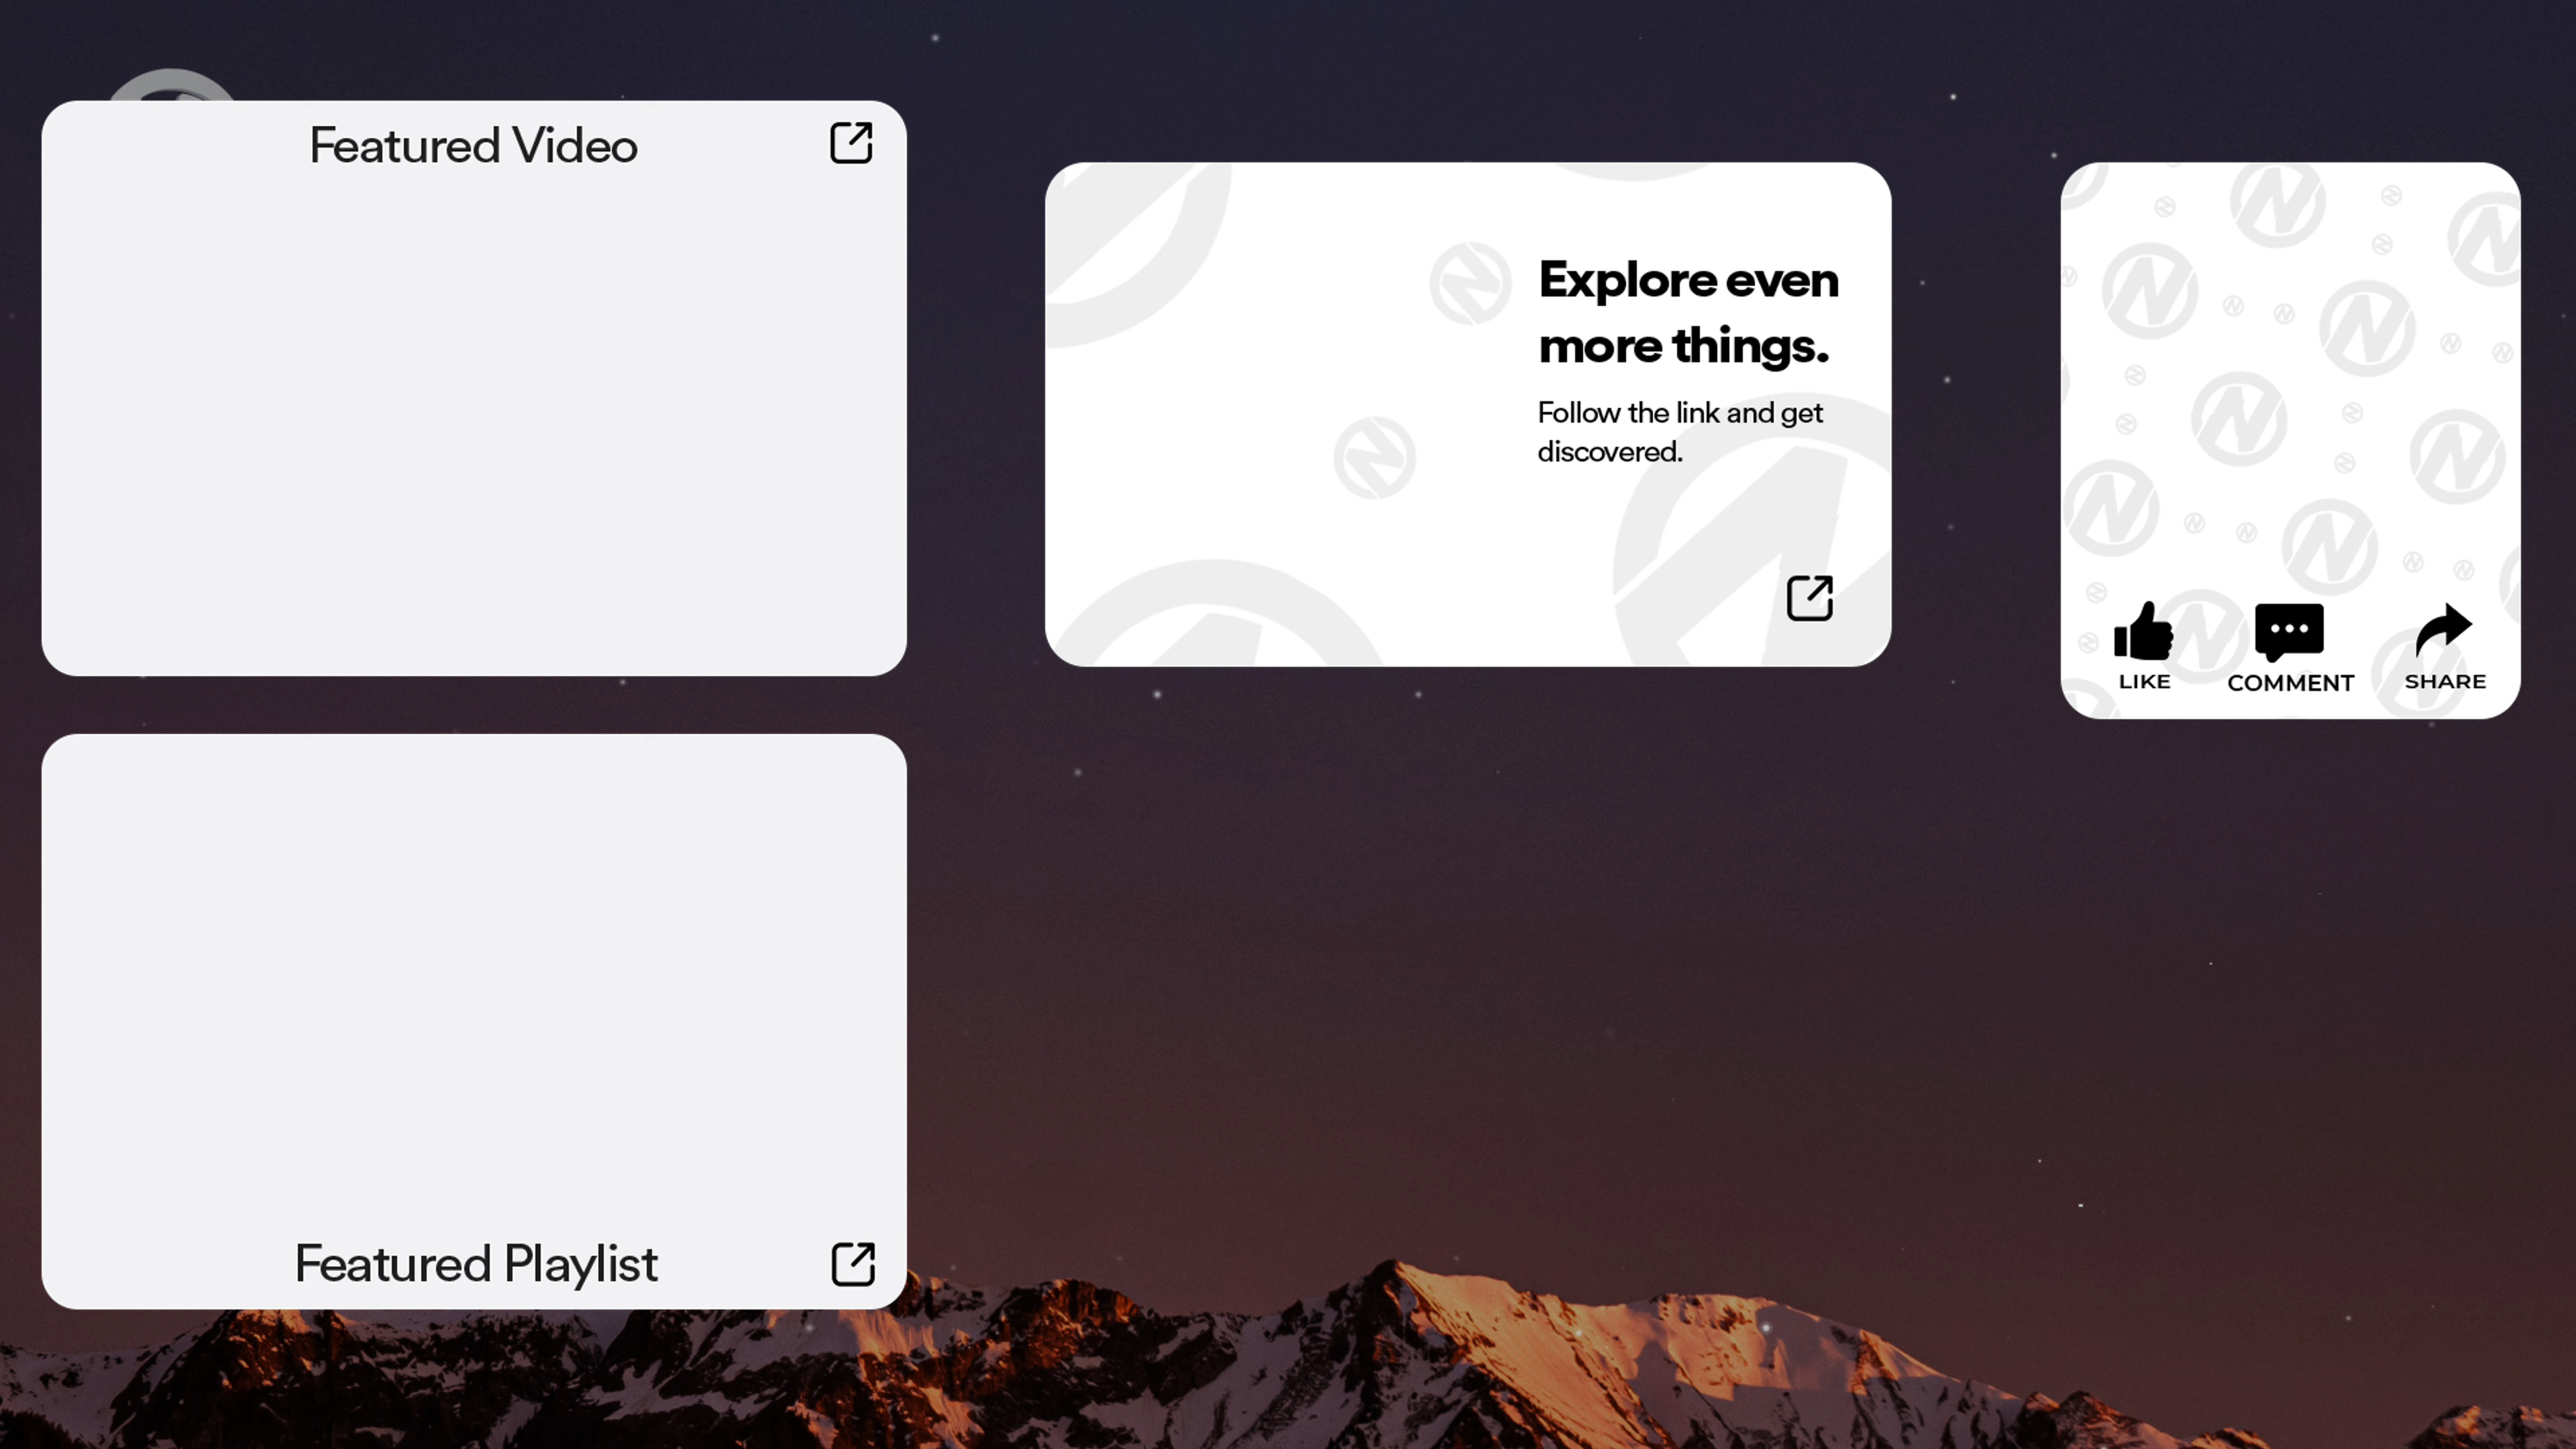 Featured Video
Explore even
more things.
Follow the link and get
discovered.
LIKE
COMMENT
SHARE
Featured Playlist